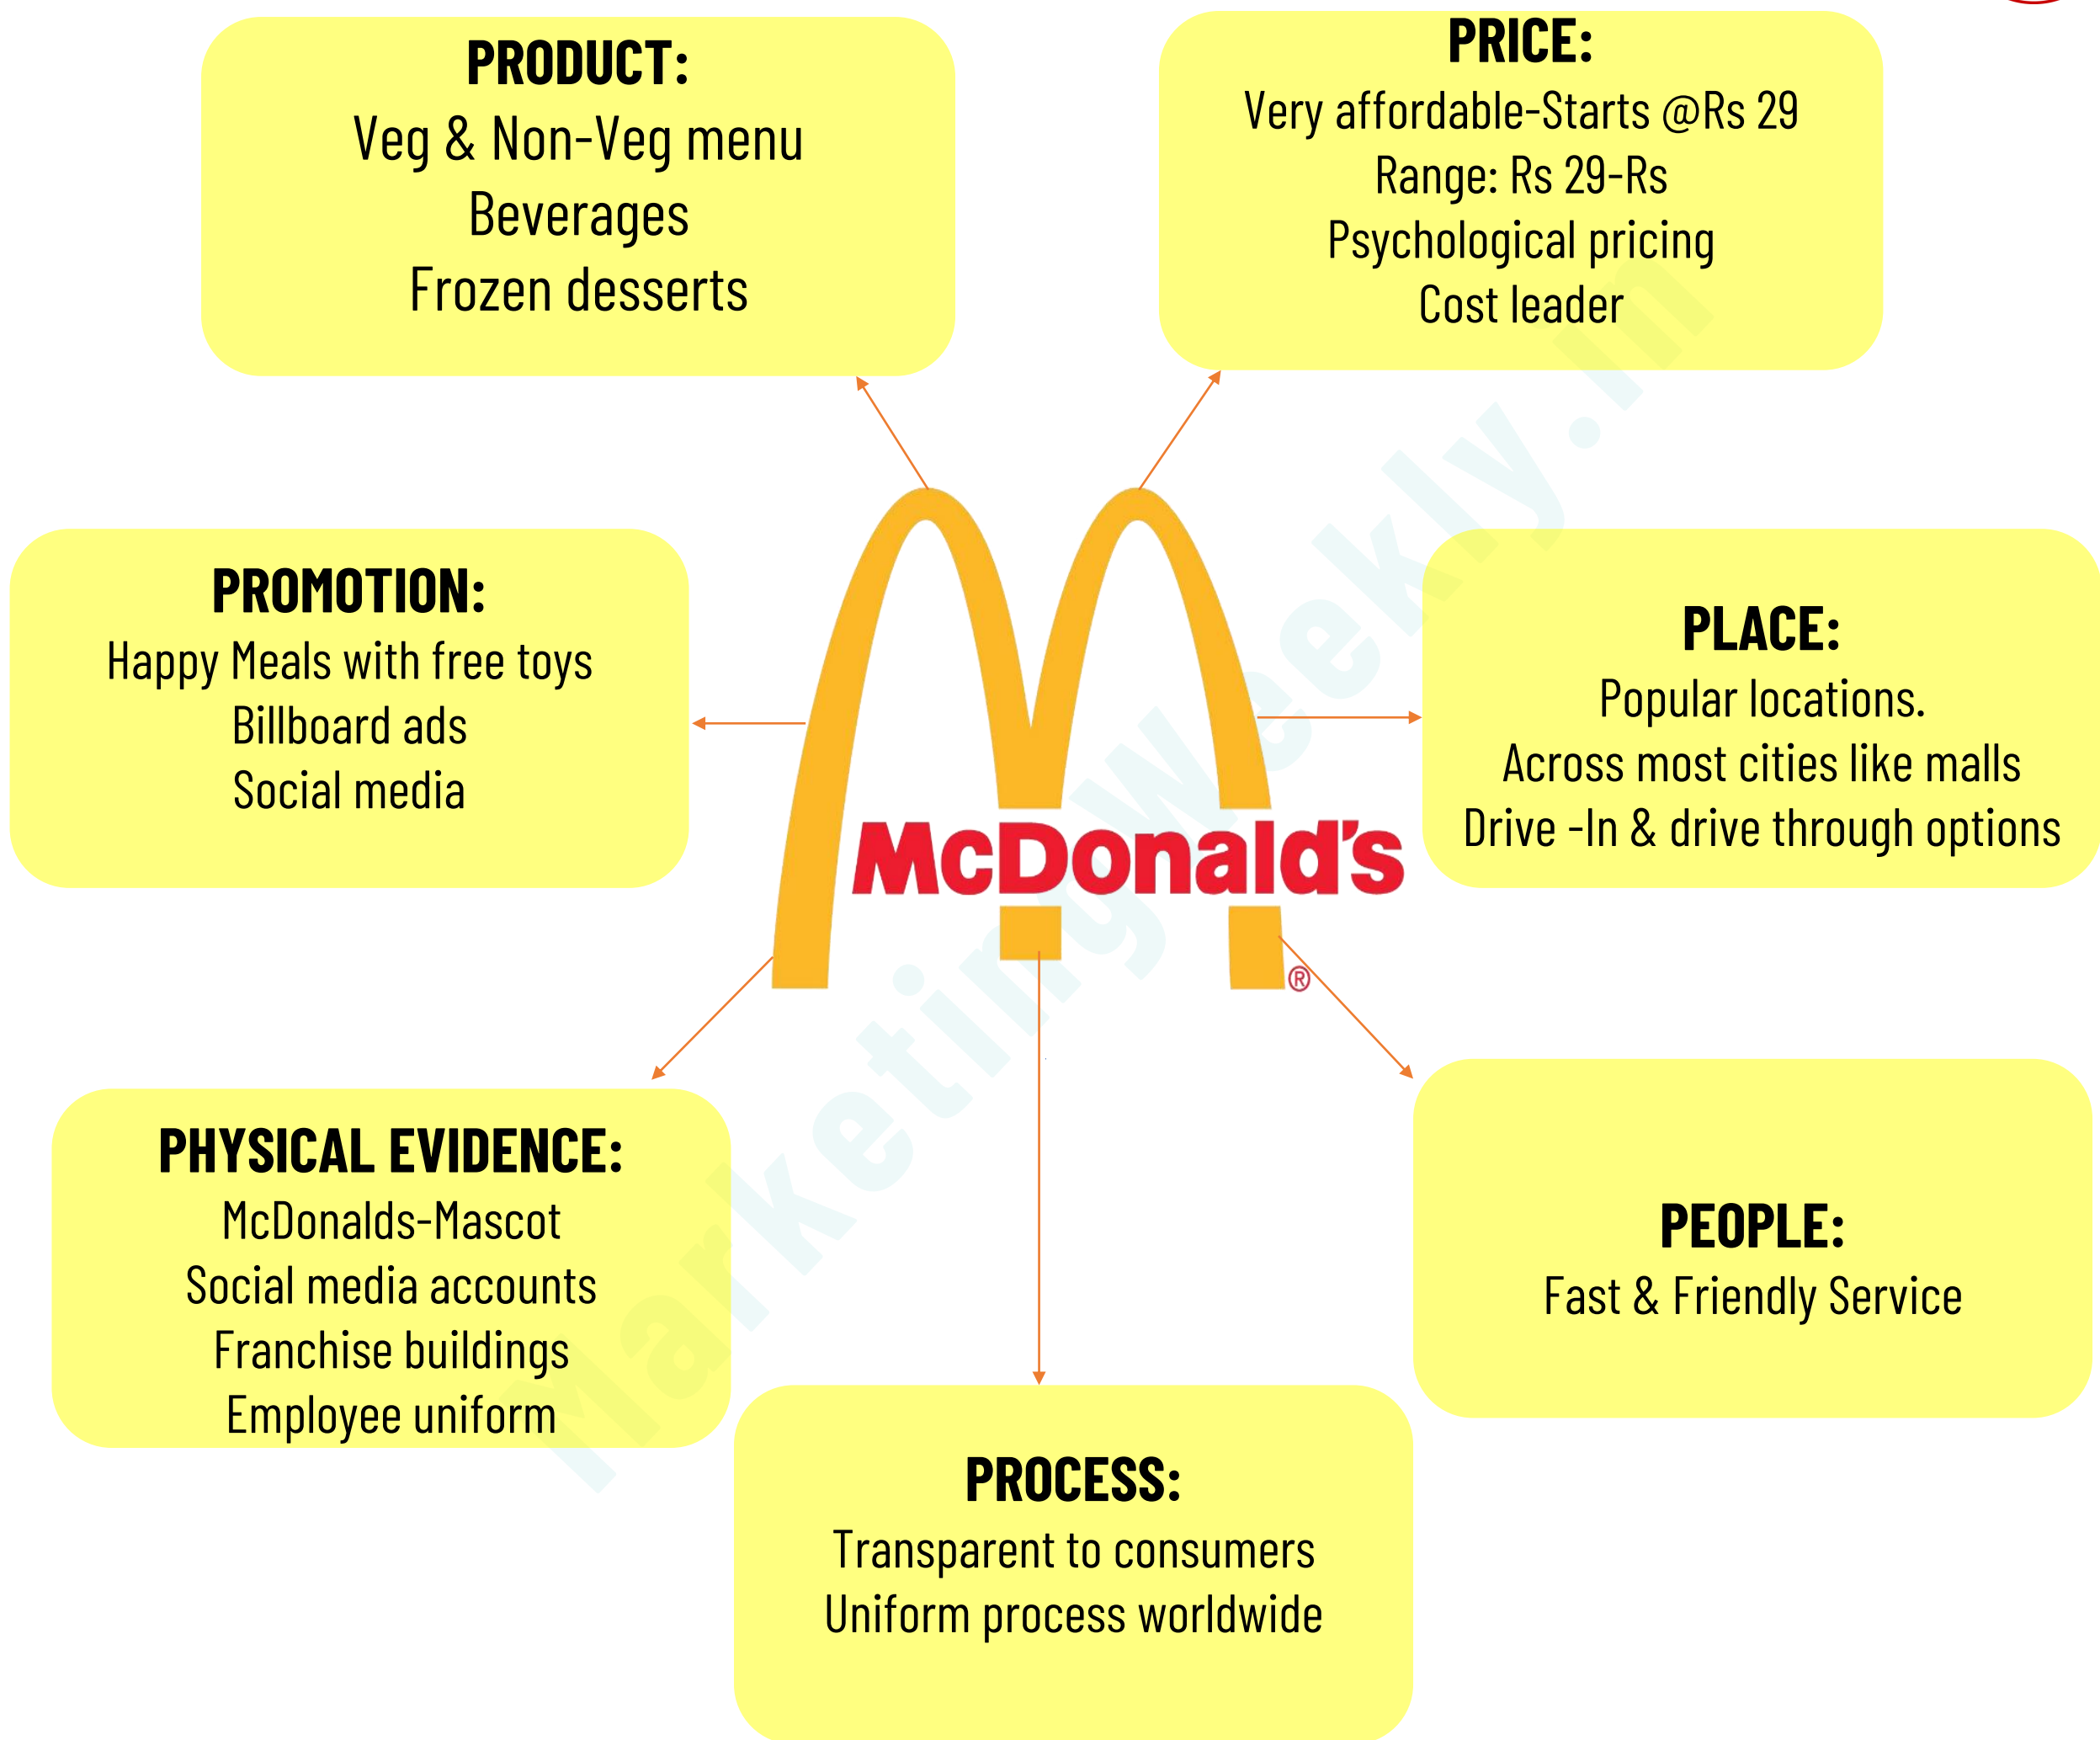 PRODUCT:
Veg & Non-Veg menu
Beverages
Frozen desserts
PRICE:
Very affordable-Starts @Rs 29
Range: Rs 29-Rs
Psychological pricing
Cost leader
PROMOTION:
Happy Meals with free toys
Billboard ads
Social media
PLACE:
Popular locations.
Across most cities like malls
Drive -In & drive through options
McDonald's
®
PHYSICAL EVIDENCE:
McDonalds-Mascot
Social media accounts
Franchise buildings
Employee uniform
PEOPLE:
Fast & Friendly Service
PROCESS:
Transparent to consumers
Uniform process worldwide
MarketingWeekly.in